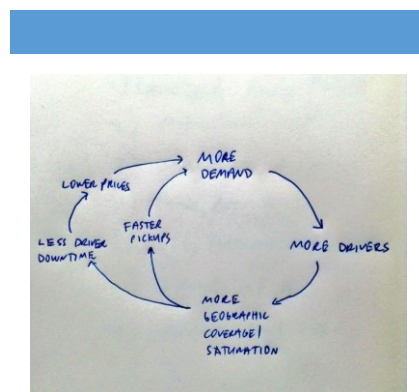 MORE
DEMAND
LOWER PRICES
FASTER
PICKUPS
LESS DRIVER
DOWNTIME
MORE DRIVERS
MORE
GEOGRAPHIC
COVERAGE/
SATURATION